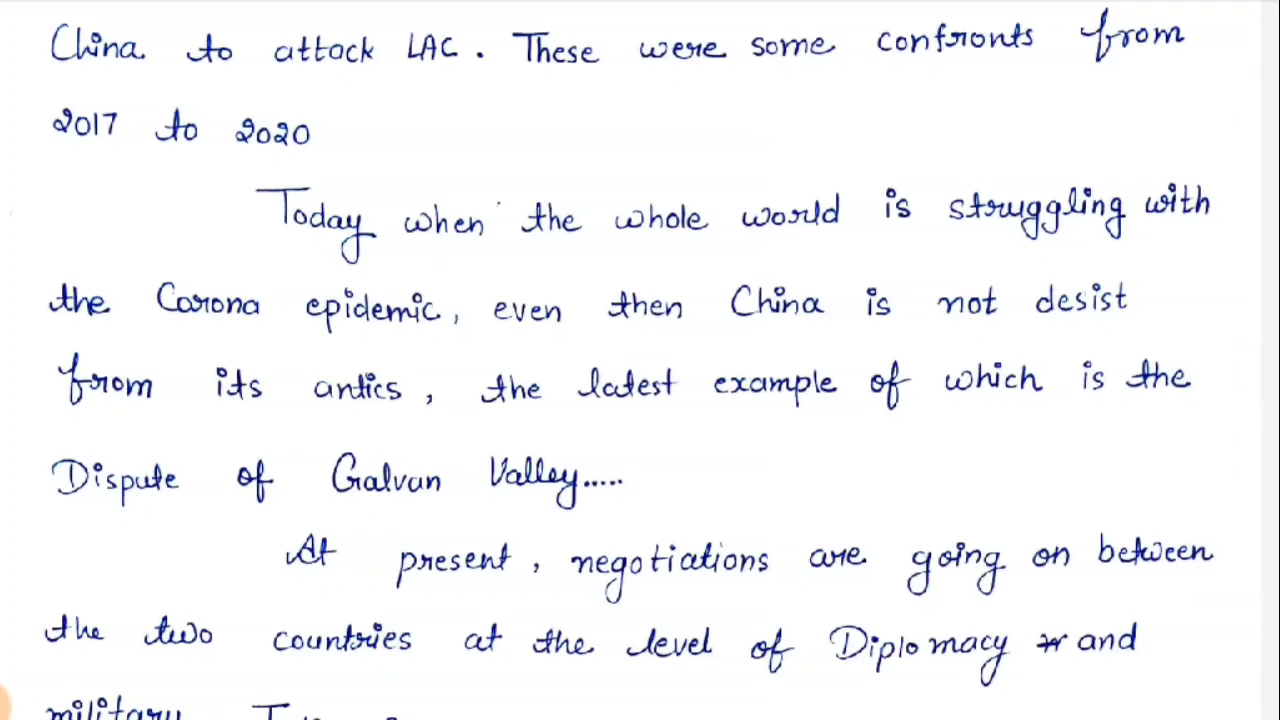 China to attack LAC. These were some confronts from
2017 to 2020
Today when the whole world is struggling with
the Carona epidemic, even then China is not desist
from its antics, the latest example of which is the
Dispute of Galvan Valley.....
At present, negotiations are going on between
the two countries at the level of Diplomacy and
military